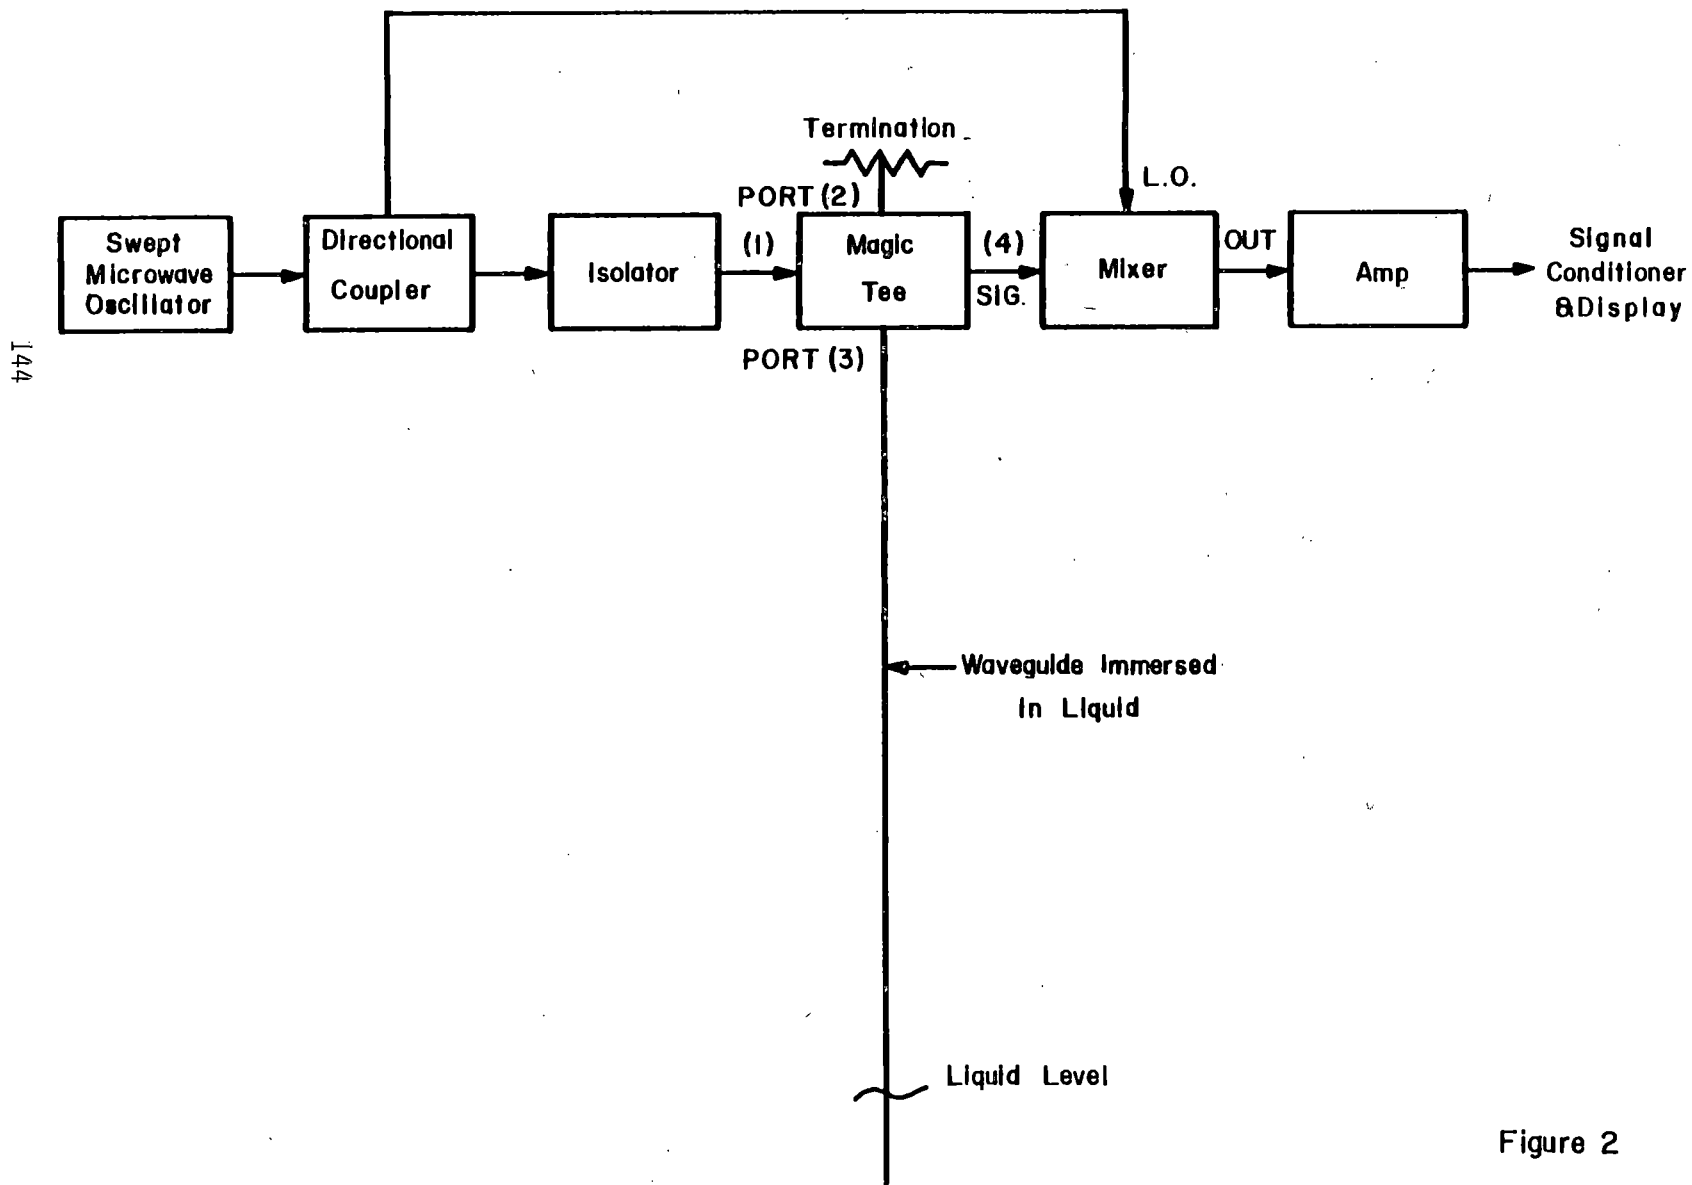 Termination
L.O.
PORT (2)
Swept
Microwave
Oscillator
Directional
Coupler
Isolator
(1)
Magic
Tee
(4)
SIG.
Mixer
OUT
Amp
Signal
Conditioner
&Display
PORT (3)
144
Waveguide Immersed
in Liquid
Liquid Level
Figure 2